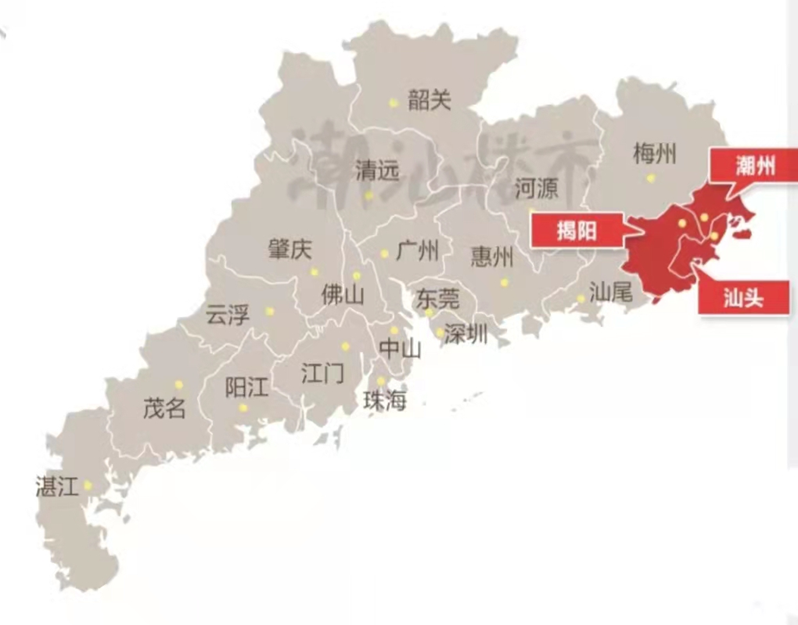 韶关
潮汕楼市
梅州
潮州
清远
河源
揭阳
肇庆
广州
惠州
佛山
东莞
汕尾
汕头
云浮
深圳
中山
江门
阳江
珠海
茂名
湛江